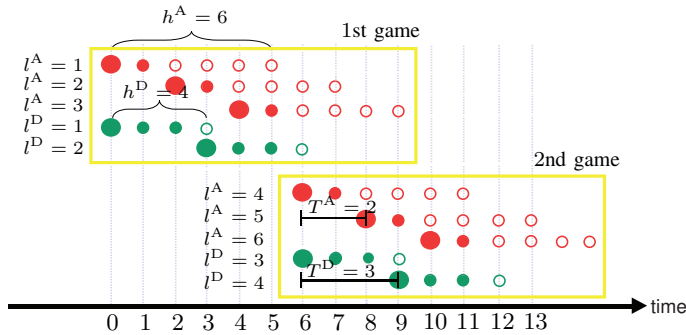 h^A = 6
1st game
l^A = 1
l^A = 2
h^D = 4
l^A = 3
l^D = 1
l^D = 2
2nd game
l^A = 4
T^A = 2
l^A = 5
l^A = 6
l^D = 3
T^D = 3
l^D = 4
time
0 1 2 3 4 5 6 7 8 9 10 11 12 13